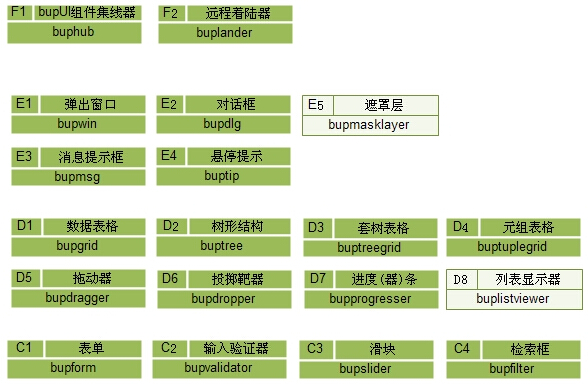 F1 bupUI组件集线器 F2 远程着陆器
buphub buplander
E1 弹出窗口 E2 对话框 E5 遮罩层
bupwin bupdlg bupmasklayer
E3 消息提示框 E4 悬停提示
bupmsg buptip
D1 数据表格 D2 树形结构 D3 套树表格 D4 元组表格
bupgrid buptree buptreegrid buptuplegrid
D5 拖动器 D6 投掷靶器 D7 进度(器)条 D8 列表显示器
bupdragger bupdropper bupprogresser buplistviewer
C1 表单 C2 输入验证器 C3 滑块 C4 检索框
bupform bupvalidator bupslider bupfilter